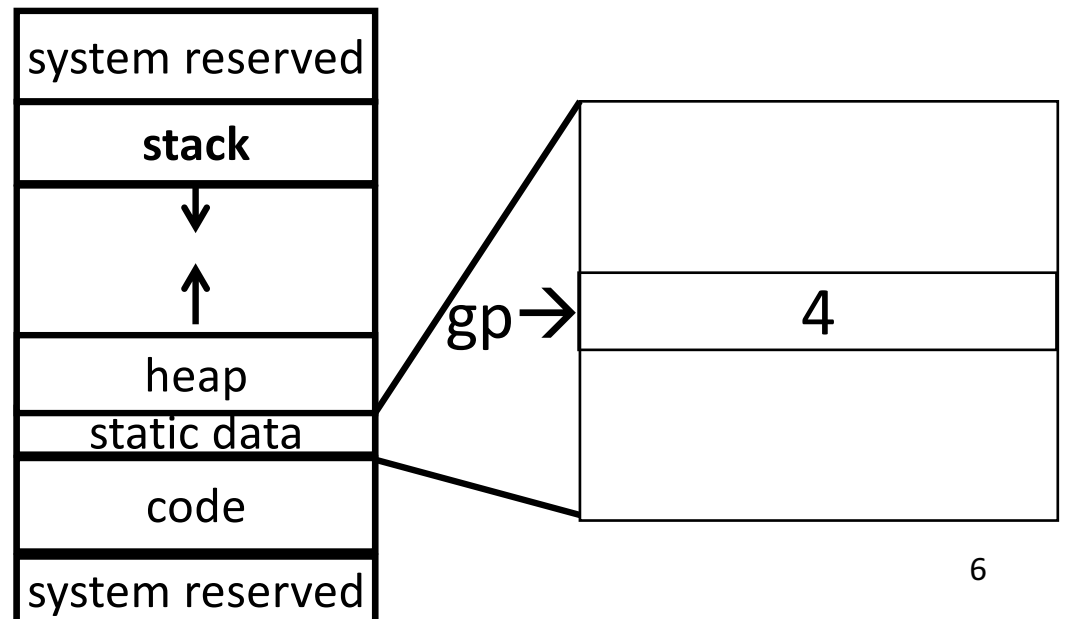 system reserved
stack
heap
static data
code
system reserved
gp→
4
6